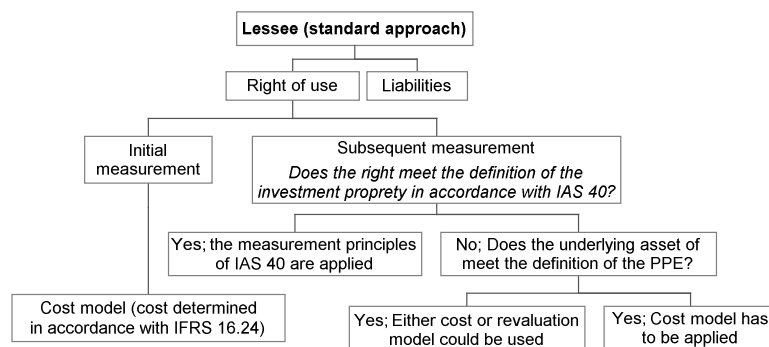 Lessee (standard approach)
Right of use
Liabilities
Initial
measurement
Subsequent measurement
Does the right meet the definition of the
investment proprety in accordance with IAS 40?
Yes; the measurement principles
of IAS 40 are applied
No; Does the underlying asset of
meet the definition of the PPE?
Cost model (cost determined
in accordance with IFRS 16.24)
Yes; Either cost or revaluation
model could be used
Yes; Cost model has
to be applied